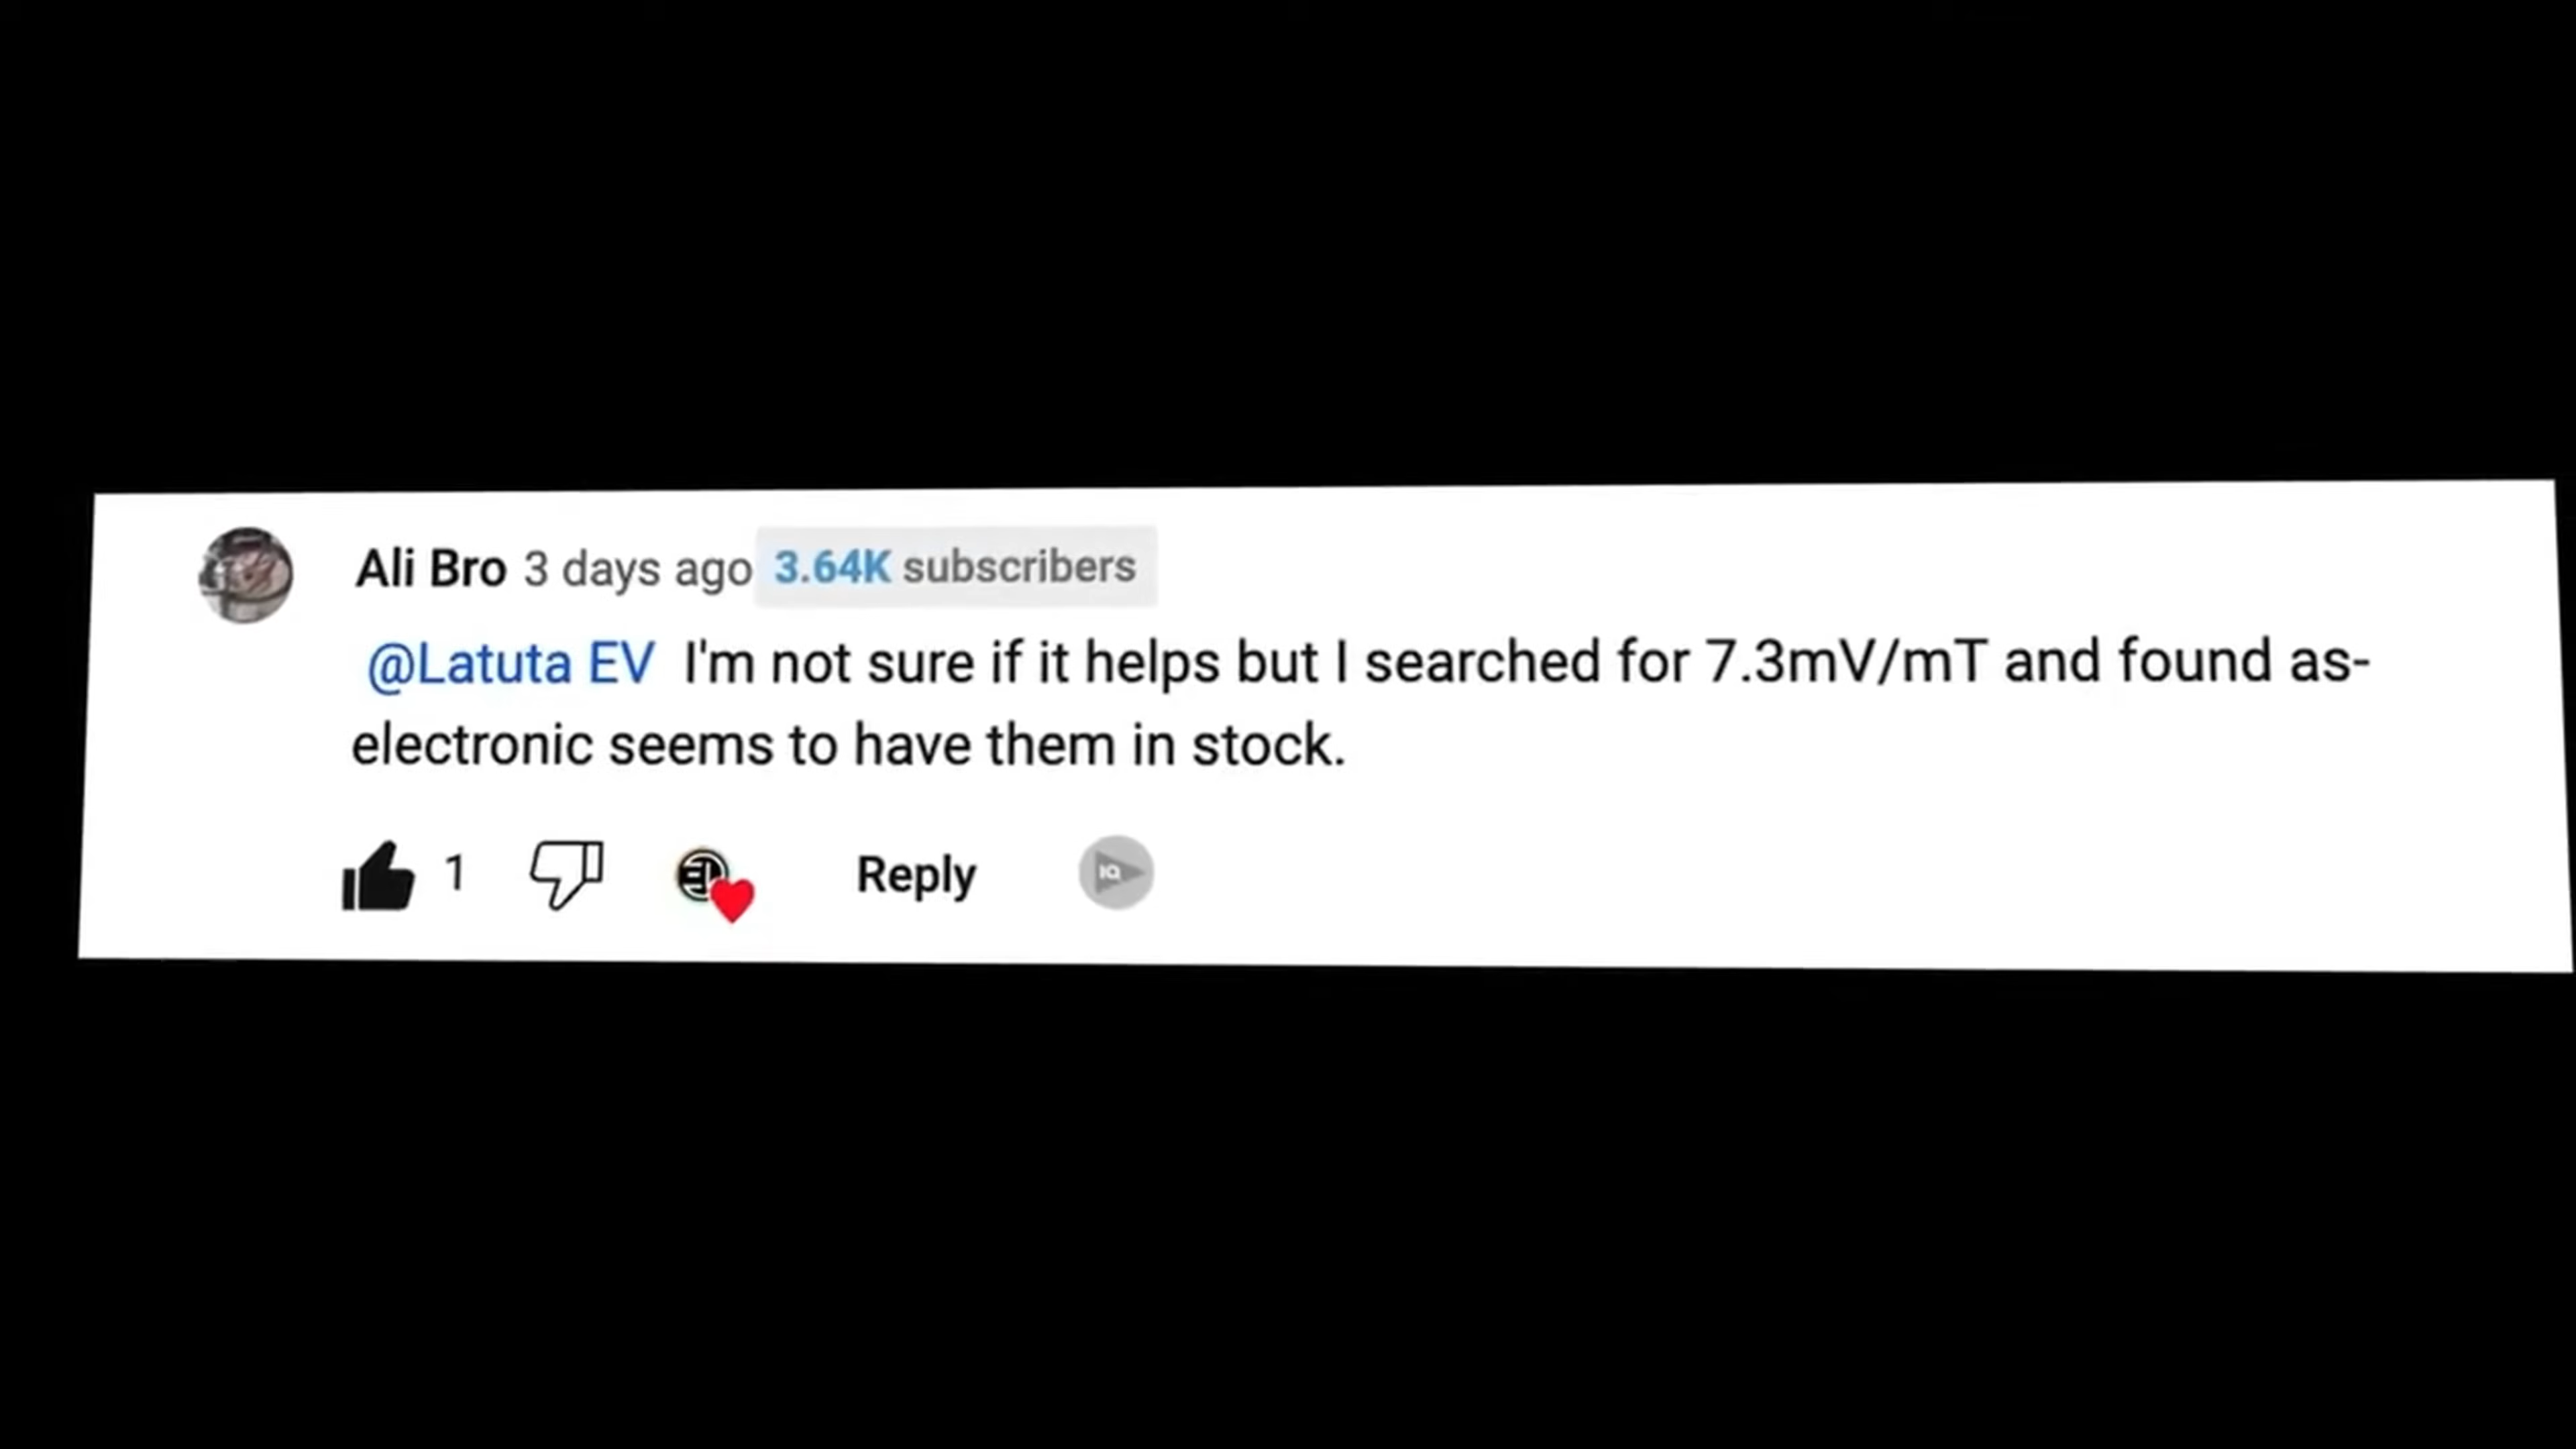 Ali Bro 3 days ago 3.64K subscribers
@Latuta EV I'm not sure if it helps but I searched for 7.3mV/mT and found as-
electronic seems to have them in stock.
1 Reply IQ